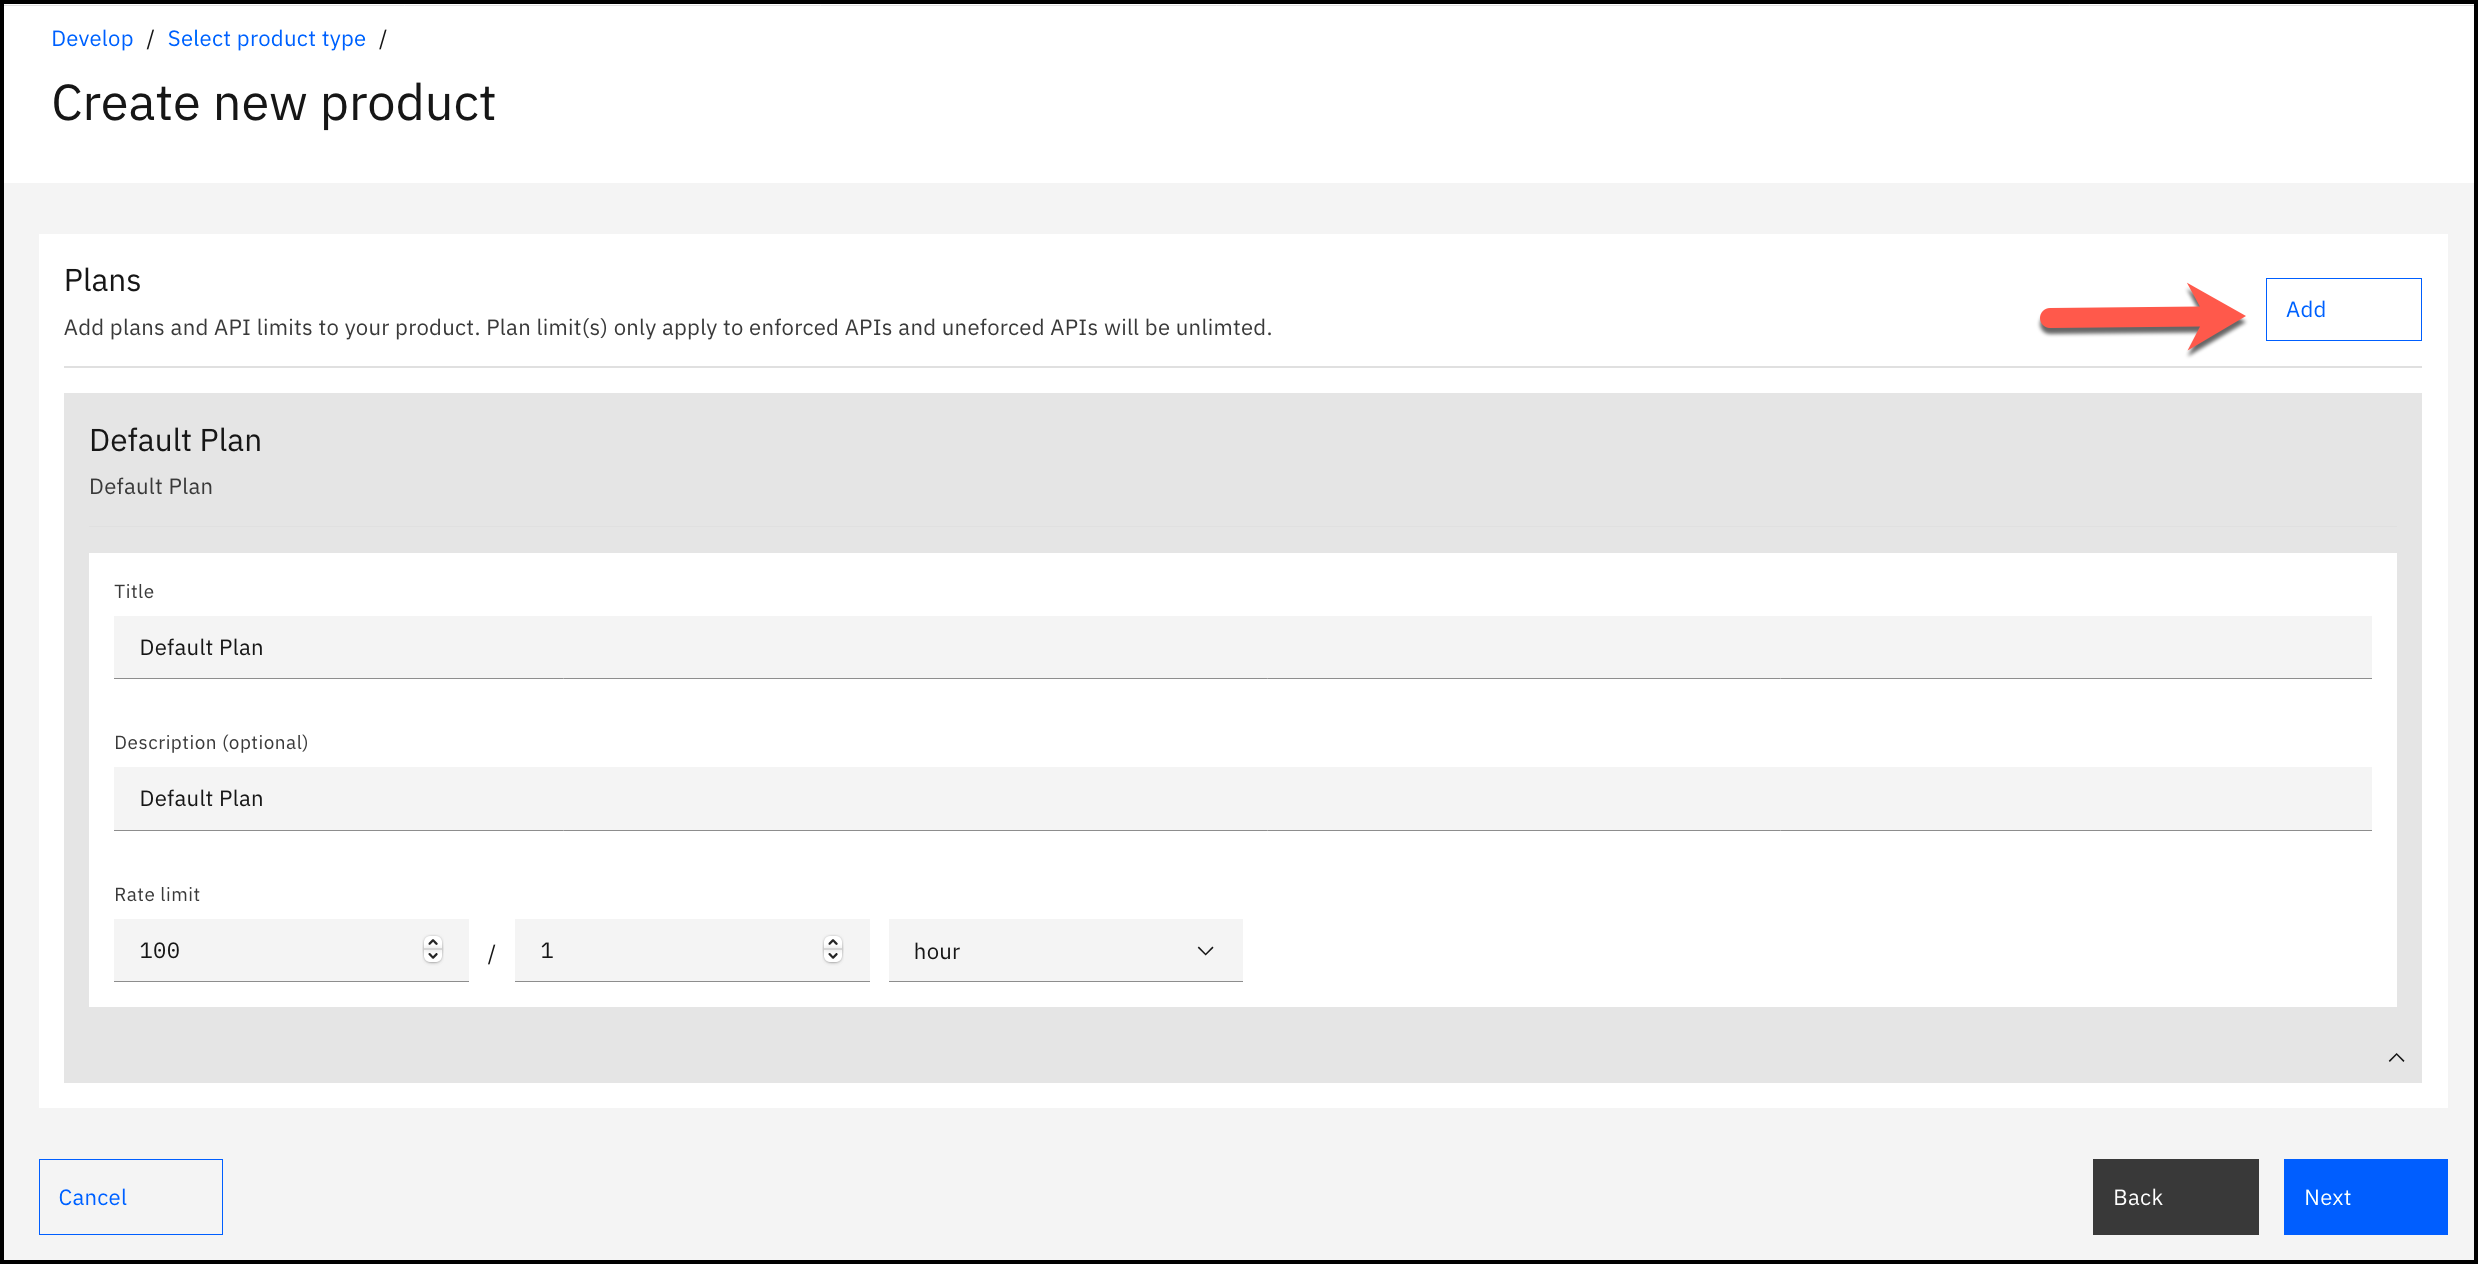 Develop / Select product type /
Create new product
Plans
Add plans and API limits to your product. Plan limit(s) only apply to enforced APIs and uneforced APIs will be unlimted.
Add
Default Plan
Default Plan
Title
Default Plan
Description (optional)
Default Plan
Rate limit
100 / 1 hour
Cancel
Back
Next